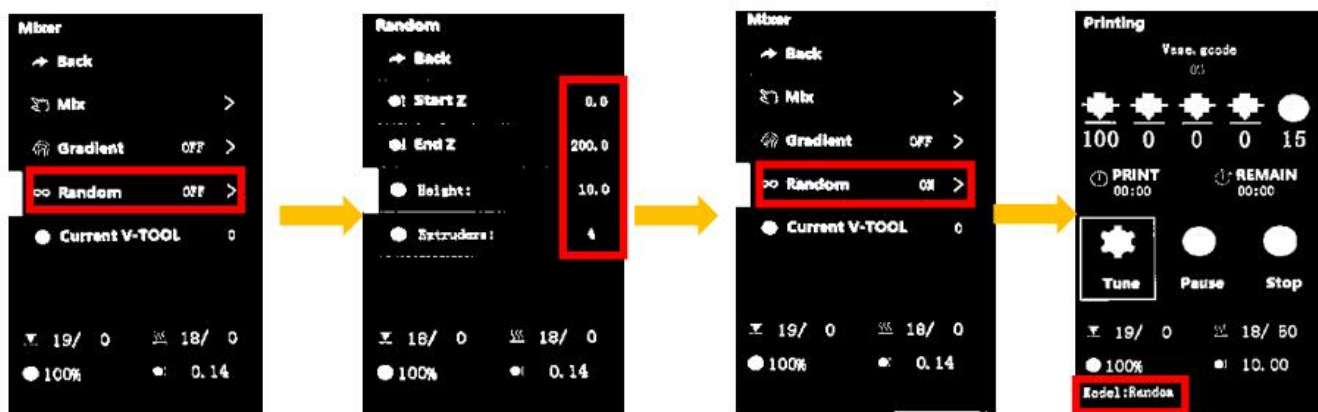 Mixer
Back
Mix >
Gradient OFF >
Random OFF >
Current V-TOOL 0
19/ 0 18/ 0
100% 0.14
Random
Back
Start Z 0.0
End Z 200.0
Height: 10.0
Extruders: 4
18/ 0 18/ 0
100% 0.14
Mixer
Back
Mix >
Gradient OFF >
Random ON >
Current V-TOOL 0
19/ 0 18/ 0
100% 0.14
Printing
Vase.gcode
0%
100 0 0 0 15
PRINT REMAIN
00:00 00:00
Tune Pause Stop
19/ 0 18/ 50
100% 10.00
Model:Random